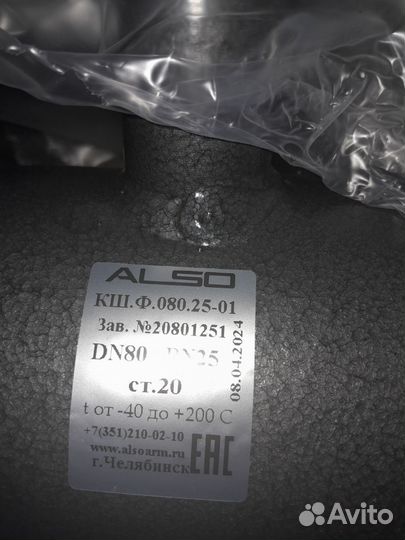 ALSO
КШ.Ф.080.25-01
Зав. №20801251
DN80 PN25
ст.20
t от -40 до +200 С
+7(351)210-02-10
www.alsoarm.ru
г.Челябинск
EAC
08.04.2024
Avito